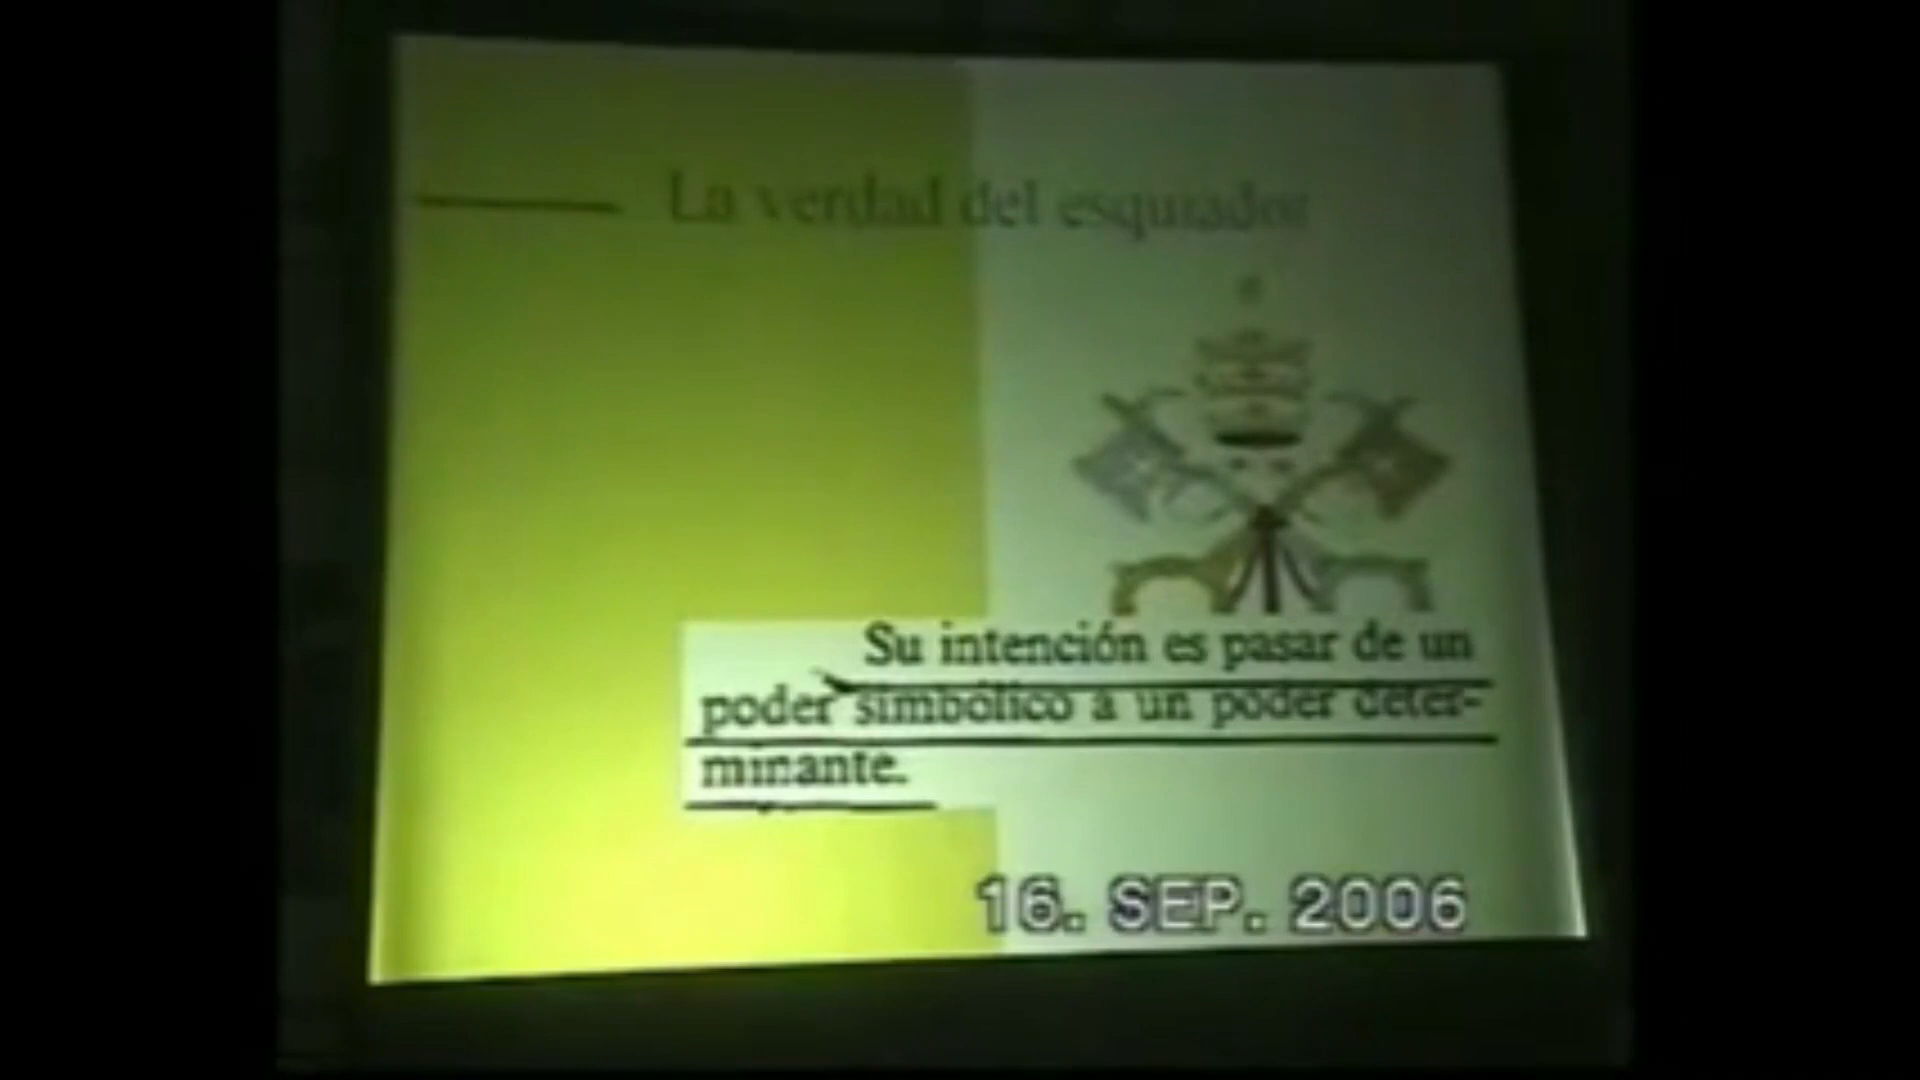 La verdad del esquiador
Su intención es pasar de un
poder simbólico a un poder deter-
minante.
16. SEP. 2006